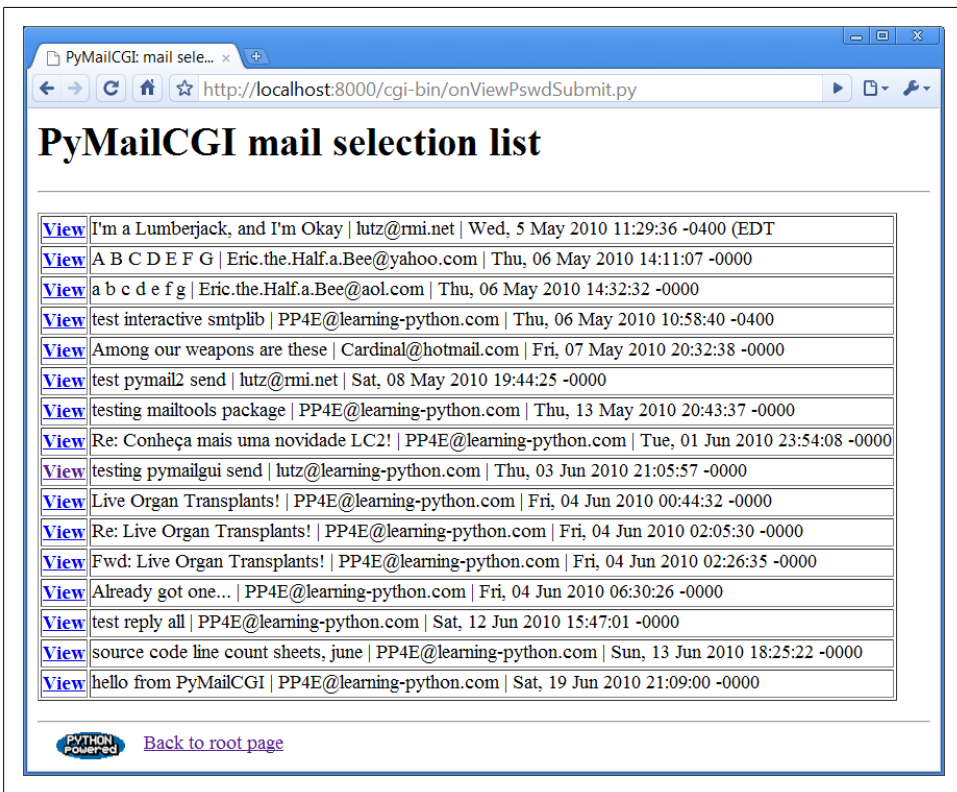 PyMailCGI: mail sele...
http://localhost:8000/cgi-bin/onViewPswdSubmit.py
PyMailCGI mail selection list
View I'm a Lumberjack, and I'm Okay | lutz@rmi.net | Wed, 5 May 2010 11:29:36 -0400 (EDT
View A B C D E F G | Eric.the.Half.a.Bee@yahoo.com | Thu, 06 May 2010 14:11:07 -0000
View a b c d e f g | Eric.the.Half.a.Bee@aol.com | Thu, 06 May 2010 14:32:32 -0000
View test interactive smtplib | PP4E@learning-python.com | Thu, 06 May 2010 10:58:40 -0400
View Among our weapons are these | Cardinal@hotmail.com | Fri, 07 May 2010 20:32:38 -0000
View test pymail2 send | lutz@rmi.net | Sat, 08 May 2010 19:44:25 -0000
View testing mailtools package | PP4E@learning-python.com | Thu, 13 May 2010 20:43:37 -0000
View Re: Conheça mais uma novidade LC2! | PP4E@learning-python.com | Tue, 01 Jun 2010 23:54:08 -0000
View testing pymailgui send | lutz@learning-python.com | Thu, 03 Jun 2010 21:05:57 -0000
View Live Organ Transplants! | PP4E@learning-python.com | Fri, 04 Jun 2010 00:44:32 -0000
View Re: Live Organ Transplants! | PP4E@learning-python.com | Fri, 04 Jun 2010 02:05:30 -0000
View Fwd: Live Organ Transplants! | PP4E@learning-python.com | Fri, 04 Jun 2010 02:26:35 -0000
View Already got one... | PP4E@learning-python.com | Fri, 04 Jun 2010 06:30:26 -0000
View test reply all | PP4E@learning-python.com | Sat, 12 Jun 2010 15:47:01 -0000
View source code line count sheets, june | PP4E@learning-python.com | Sun, 13 Jun 2010 18:25:22 -0000
View hello from PyMailCGI | PP4E@learning-python.com | Sat, 19 Jun 2010 21:09:00 -0000
PYTHON
Powered
Back to root page